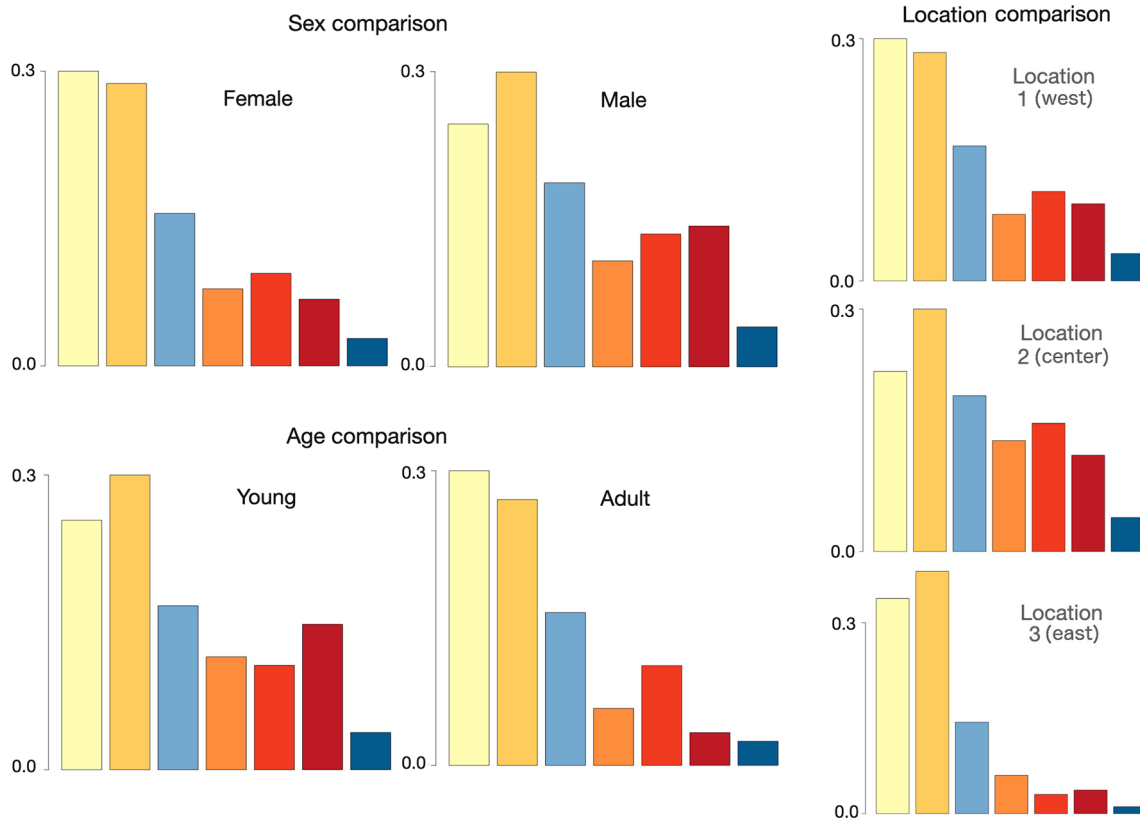 Sex comparison
0.3
Female
0.0
0.3
Male
0.0
Age comparison
0.3
Young
0.0
0.3
Adult
0.0
Location comparison
0.3
Location
1 (west)
0.0
0.3
Location
2 (center)
0.0
0.3
Location
3 (east)
0.0